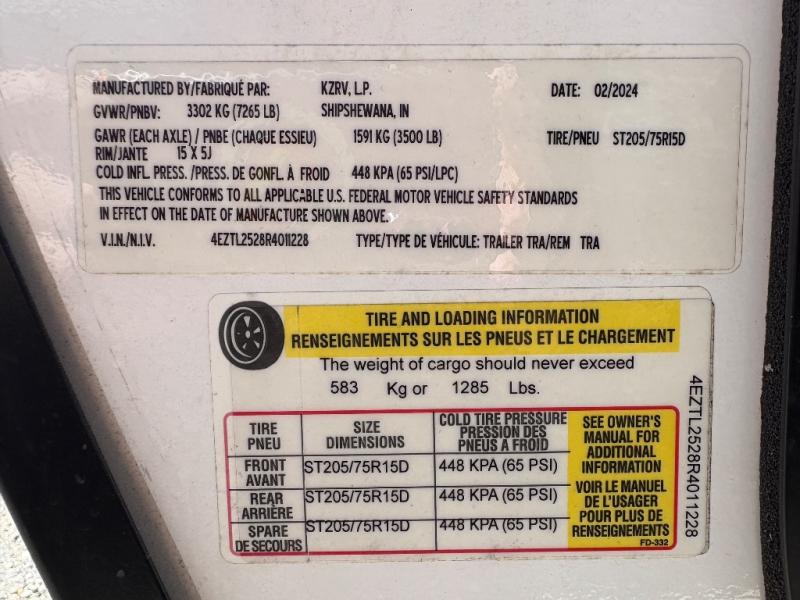 MANUFACTURED BY/FABRIQUÉ PAR: KZRV, L.P. DATE: 02/2024
GVWR/PNBV: 3302 KG (7265 LB) SHIPSHEWANA, IN
GAWR (EACH AXLE) / PNBE (CHAQUE ESSIEU) 1591 KG (3500 LB) TIRE/PNEU ST205/75R15D
RIM/JANTE 15 X 5J
COLD INFL. PRESS. /PRESS. DE GONFL. À FROID 448 KPA (65 PSI/LPC)
THIS VEHICLE CONFORMS TO ALL APPLICABLE U.S. FEDERAL MOTOR VEHICLE SAFETY STANDARDS
IN EFFECT ON THE DATE OF MANUFACTURE SHOWN ABOVE.
V.I.N./N.I.V. 4EZTL2528R4011228 TYPE/TYPE DE VÉHICULE: TRAILER TRA/REM TRA
TIRE AND LOADING INFORMATION
RENSEIGNEMENTS SUR LES PNEUS ET LE CHARGEMENT
The weight of cargo should never exceed
583 Kg or 1285 Lbs.
TIRE
PNEU
SIZE
DIMENSIONS
COLD TIRE PRESSURE
PRESSION DES
PNEUS A FROID
FRONT
AVANT
ST205/75R15D 448 KPA (65 PSI)
REAR
ARRIÈRE
ST205/75R15D 448 KPA (65 PSI)
SPARE
DE SECOURS
ST205/75R15D 448 KPA (65 PSI)
SEE OWNER'S
MANUAL FOR
ADDITIONAL
INFORMATION
VOIR LE MANUEL
DE L'USAGER
POUR PLUS DE
RENSEIGNEMENTS
FD-332
4EZTL2528R4011228